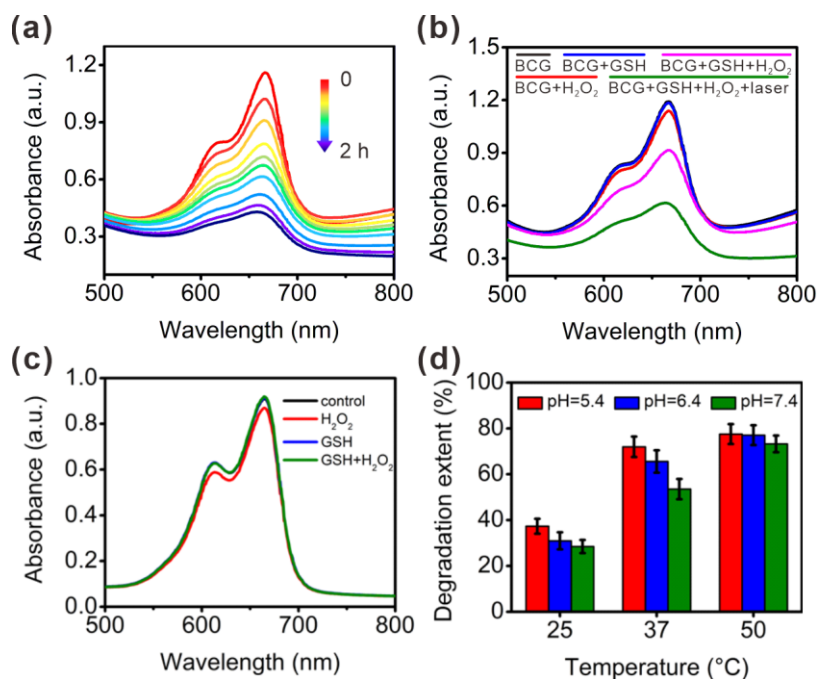 (a)
Absorbance (a.u.)
1.2
0.9
0.6
0.3
0
2 h
500 600 700 800
Wavelength (nm)
(b)
Absorbance (a.u.)
1.5
1.2
0.9
0.6
0.3
BCG BCG+GSH BCG+GSH+H₂O₂
BCG+H₂O₂ BCG+GSH+H₂O₂+laser
500 600 700 800
Wavelength (nm)
(c)
Absorbance (a.u.)
1.0
0.8
0.6
0.4
0.2
0.0
control
H₂O₂
GSH
GSH+H₂O₂
500 600 700 800
Wavelength (nm)
(d)
Degradation extent (%)
100
80
60
40
20
0
pH=5.4 pH=6.4 pH=7.4
25 37 50
Temperature (°C)